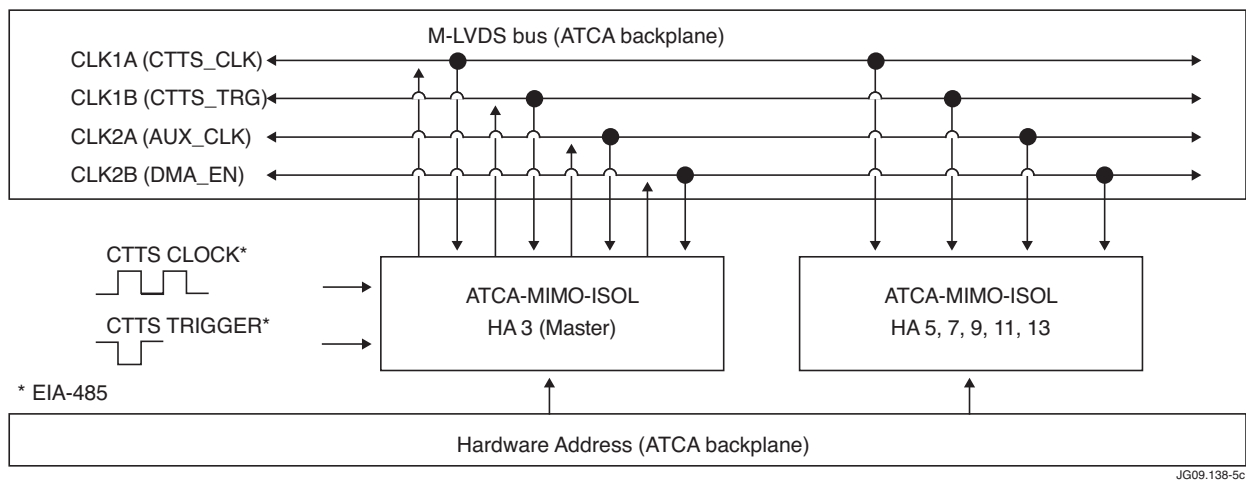 M-LVDS bus (ATCA backplane)
CLK1A (CTTS_CLK)
CLK1B (CTTS_TRG)
CLK2A (AUX_CLK)
CLK2B (DMA_EN)
CTTS CLOCK*
CTTS TRIGGER*
* EIA-485
ATCA-MIMO-ISOL
HA 3 (Master)
ATCA-MIMO-ISOL
HA 5, 7, 9, 11, 13
Hardware Address (ATCA backplane)
JG09.138-5c